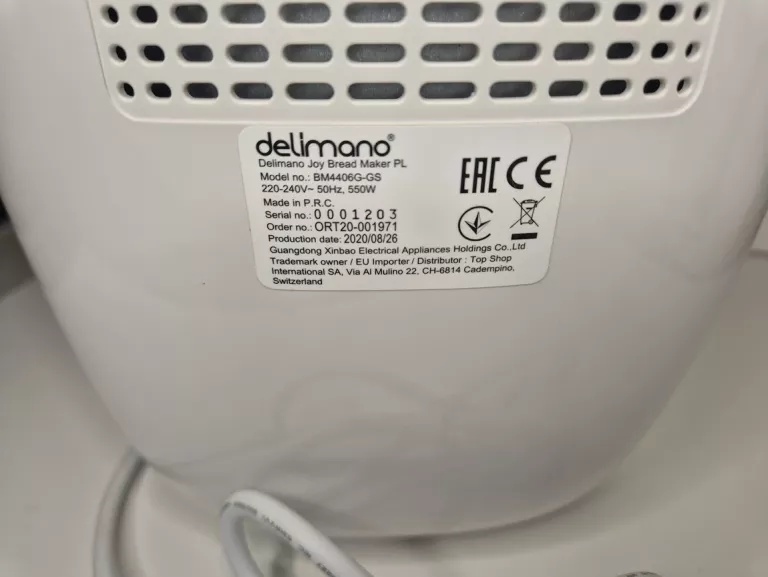 delimano®
Delimano Joy Bread Maker PL
Model no.: BM4406G-GS
220-240V~ 50Hz, 550W
Made in P.R.C.
Serial no.: 0001203
Order no.: ORT20-001971
Production date: 2020/08/26
Guangdong Xinbao Electrical Appliances Holdings Co.,Ltd
Trademark owner / EU Importer / Distributor : Top Shop
International SA, Via Al Mulino 22, CH-6814 Cadempino,
Switzerland
EAC CE